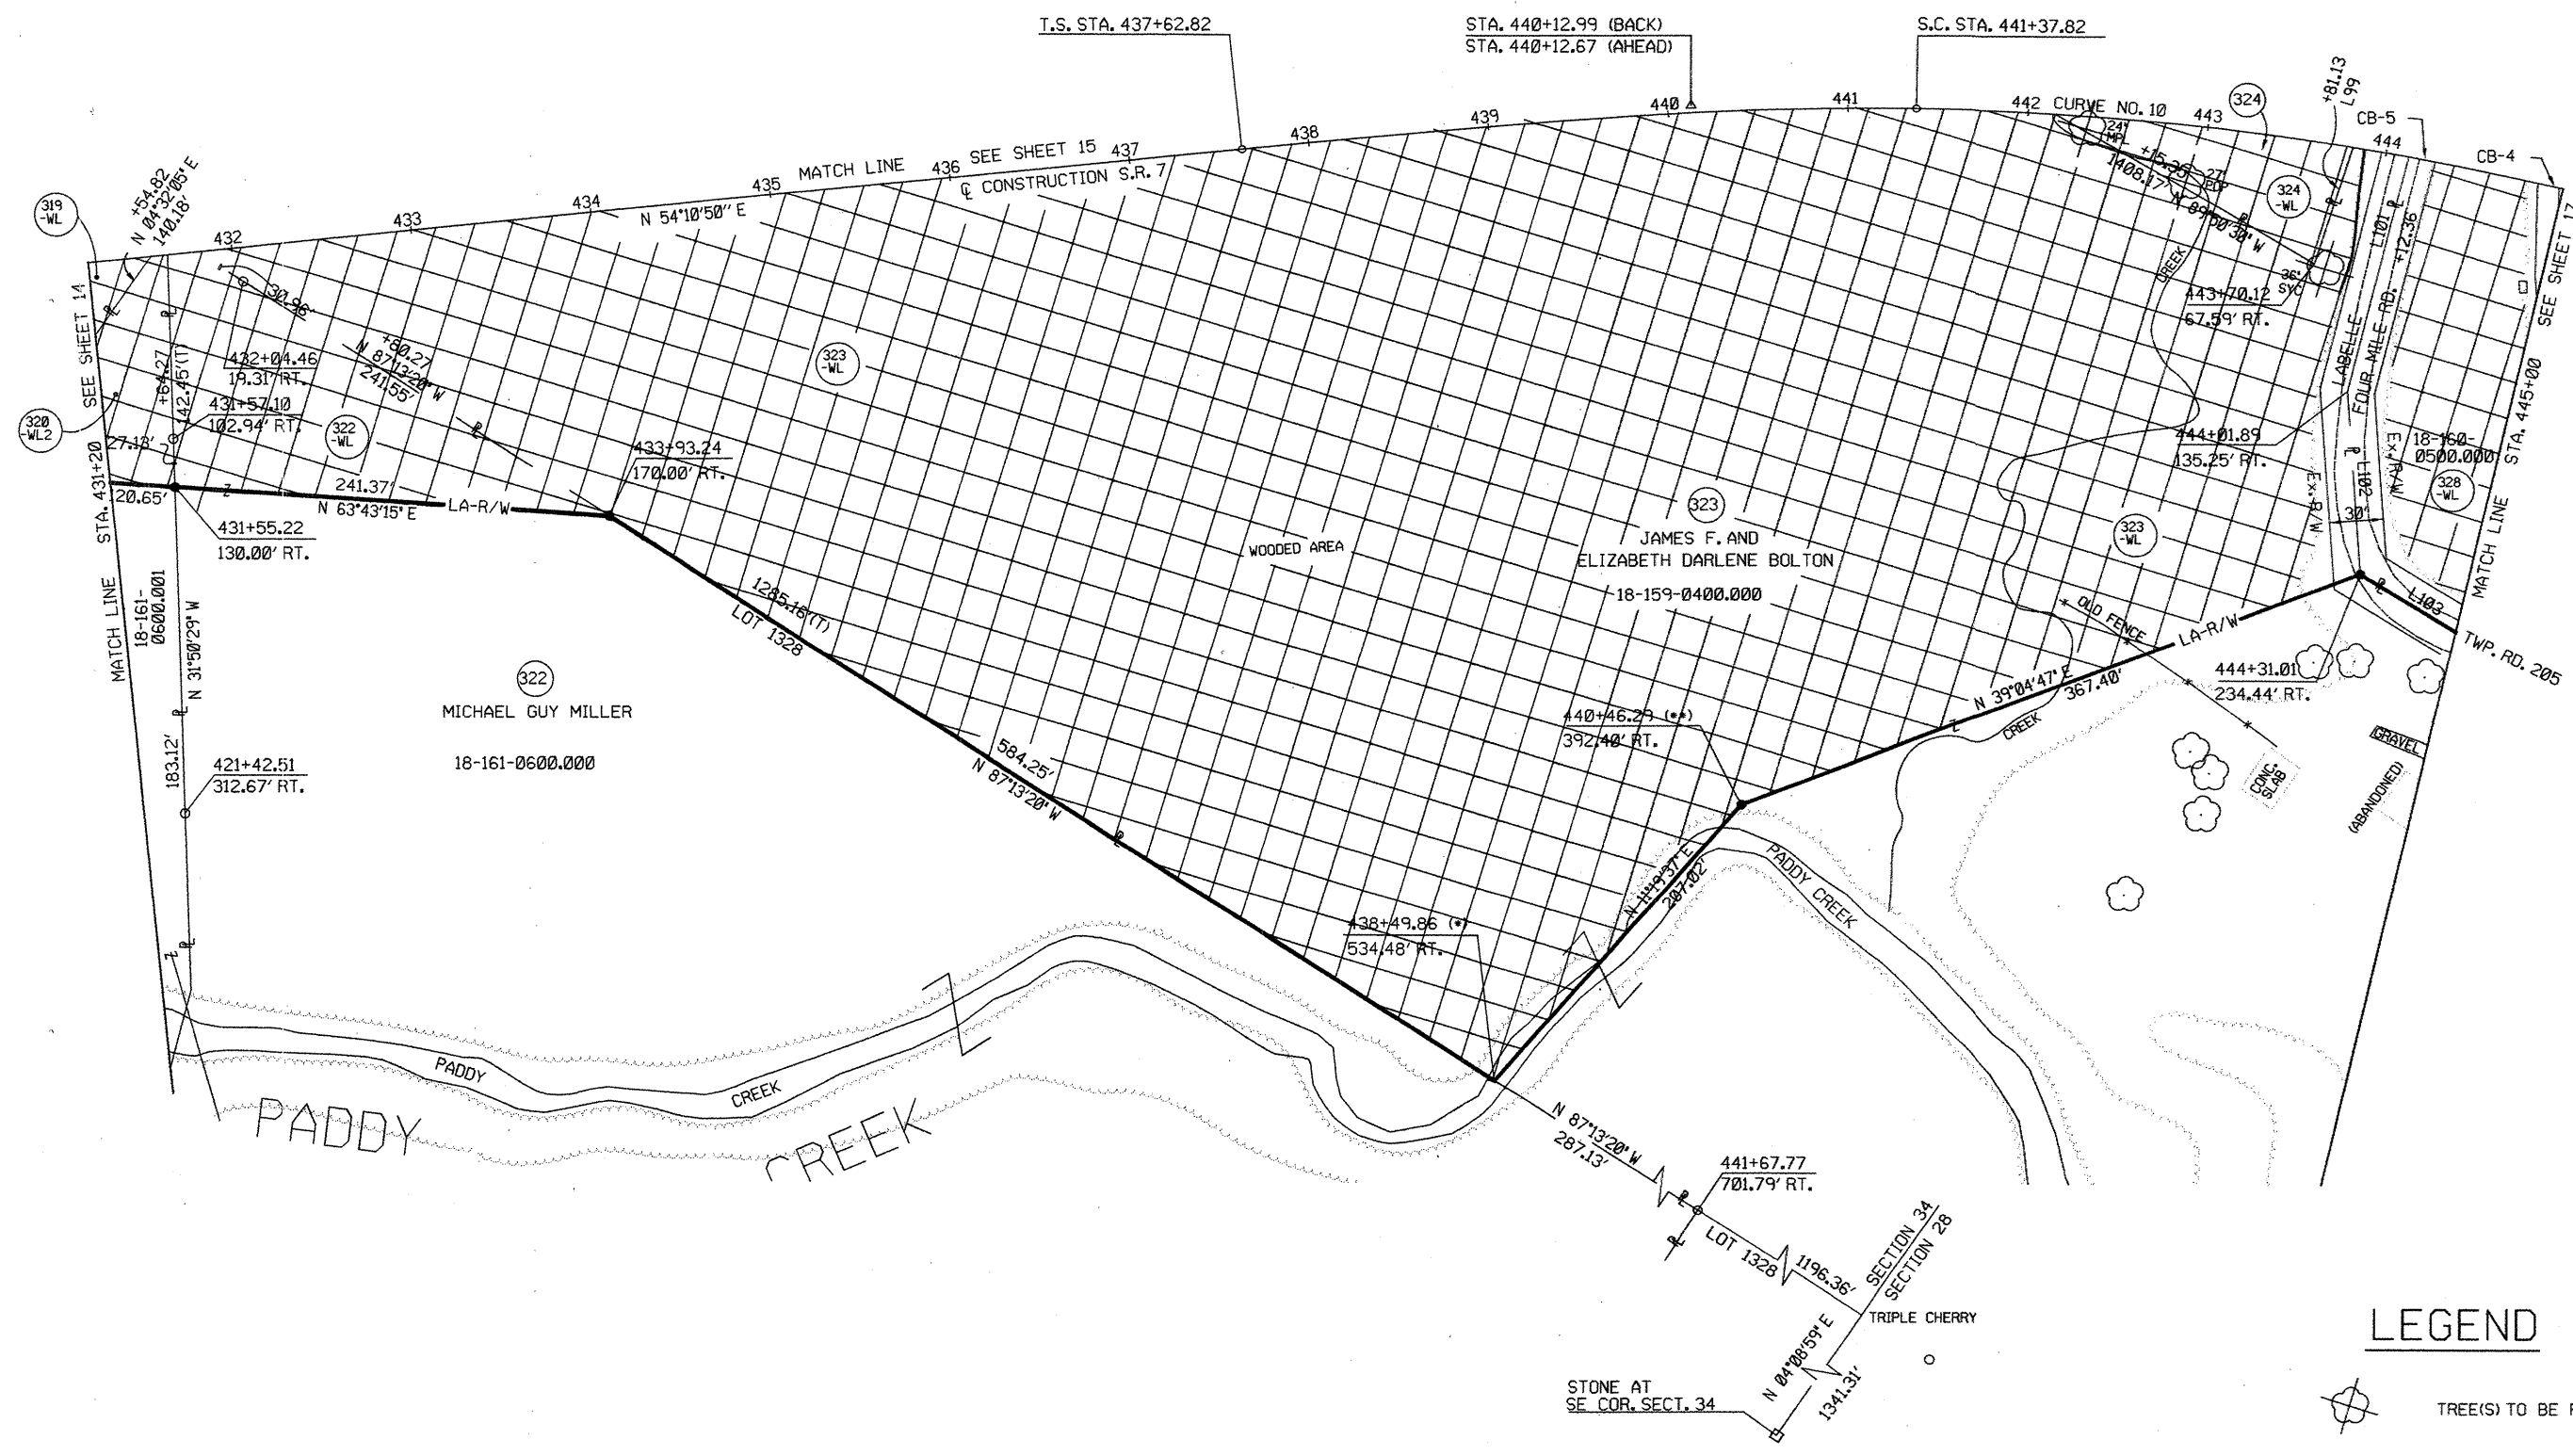 T.S. STA. 437+62.82
STA. 440+12.99 (BACK)
STA. 440+12.67 (AHEAD)
S.C. STA. 441+37.82
+81.13
L99
CB-5
CB-4
324
432
433
434
435
436
437
438
439
440
441
442
443
444
CURVE NO. 10
MATCH LINE
SEE SHEET 15
℄ CONSTRUCTION S.R. 7
N 54°10'50" E
319
-WL
+54.82
N 04°32'05" E
140.18'
24"
MPL
+15.35
1408.17'
27"
POP
N 89°50'30" W
324
-WL
CREEK
36"
SYC
443+70.12
67.59' RT.
L101
+12.36
LABELLE
FOUR MILE RD.
SEE SHEET 17
STA. 445+00
MATCH LINE
SEE SHEET 14
STA. 431+20
MATCH LINE
30.96'
+80.27
N 87°13'20" W
241.55'
+64.27
142.45'(T)
432+04.46
19.31' RT.
431+57.10
102.94' RT.
320
-WL2
27.13'
322
-WL
323
-WL
433+93.24
170.00' RT.
444+01.89
135.25' RT.
Ex. R/W
L102
Ex. R/W
30'
18-160-
0500.000
328
-WL
20.65'
241.37'
N 63°43'15" E
LA-R/W
431+55.22
130.00' RT.
323
JAMES F. AND
ELIZABETH DARLENE BOLTON
18-159-0400.000
WOODED AREA
323
-WL
18-161-
0600.001
N 31°50'29" W
1285.16'(T)
LOT 1328
OLD FENCE
LA-R/W
L103
TWP. RD. 205
444+31.01
234.44' RT.
322
MICHAEL GUY MILLER
18-161-0600.000
183.12'
421+42.51
312.67' RT.
584.25'
N 87°13'20" W
440+46.29 (**)
392.40' RT.
N 39°04'47" E
367.40'
CREEK
GRAVEL
CONC.
SLAB
(ABANDONED)
N 11°19'37" E
207.02'
PADDY CREEK
438+49.86 (*)
534.48' RT.
PADDY
CREEK
PADDY
CREEK
N 87°13'20" W
287.13'
441+67.77
701.79' RT.
LOT 1328
1196.36'
SECTION 34
SECTION 28
TRIPLE CHERRY
N 04°08'59" E
1341.31'
STONE AT
SE COR. SECT. 34
LEGEND
TREE(S) TO BE